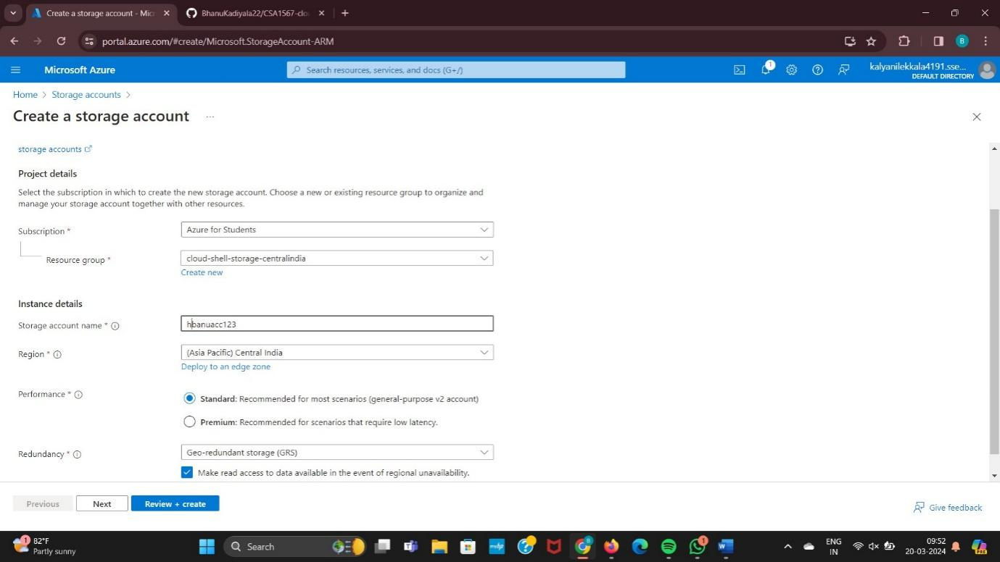 Create a storage account - Micr
BhanuKadiyala22/CSA1567-clo
portal.azure.com/#create/Microsoft.StorageAccount-ARM
B
Microsoft Azure
Search resources, services, and docs (G+/)
1
kalyanilekkala4191.sse...
DEFAULT DIRECTORY
Home > Storage accounts >
Create a storage account ...
storage accounts
Project details
Select the subscription in which to create the new storage account. Choose a new or existing resource group to organize and
manage your storage account together with other resources.
Subscription *
Azure for Students
Resource group *
cloud-shell-storage-centralindia
Create new
Instance details
Storage account name *
hbanuacc123
Region *
(Asia Pacific) Central India
Deploy to an edge zone
Performance *
Standard: Recommended for most scenarios (general-purpose v2 account)
Premium: Recommended for scenarios that require low latency.
Redundancy *
Geo-redundant storage (GRS)
Make read access to data available in the event of regional unavailability.
Previous
Next
Review + create
Give feedback
1
82°F
Partly sunny
Search
1
ENG
IN
09:52
20-03-2024
PRE